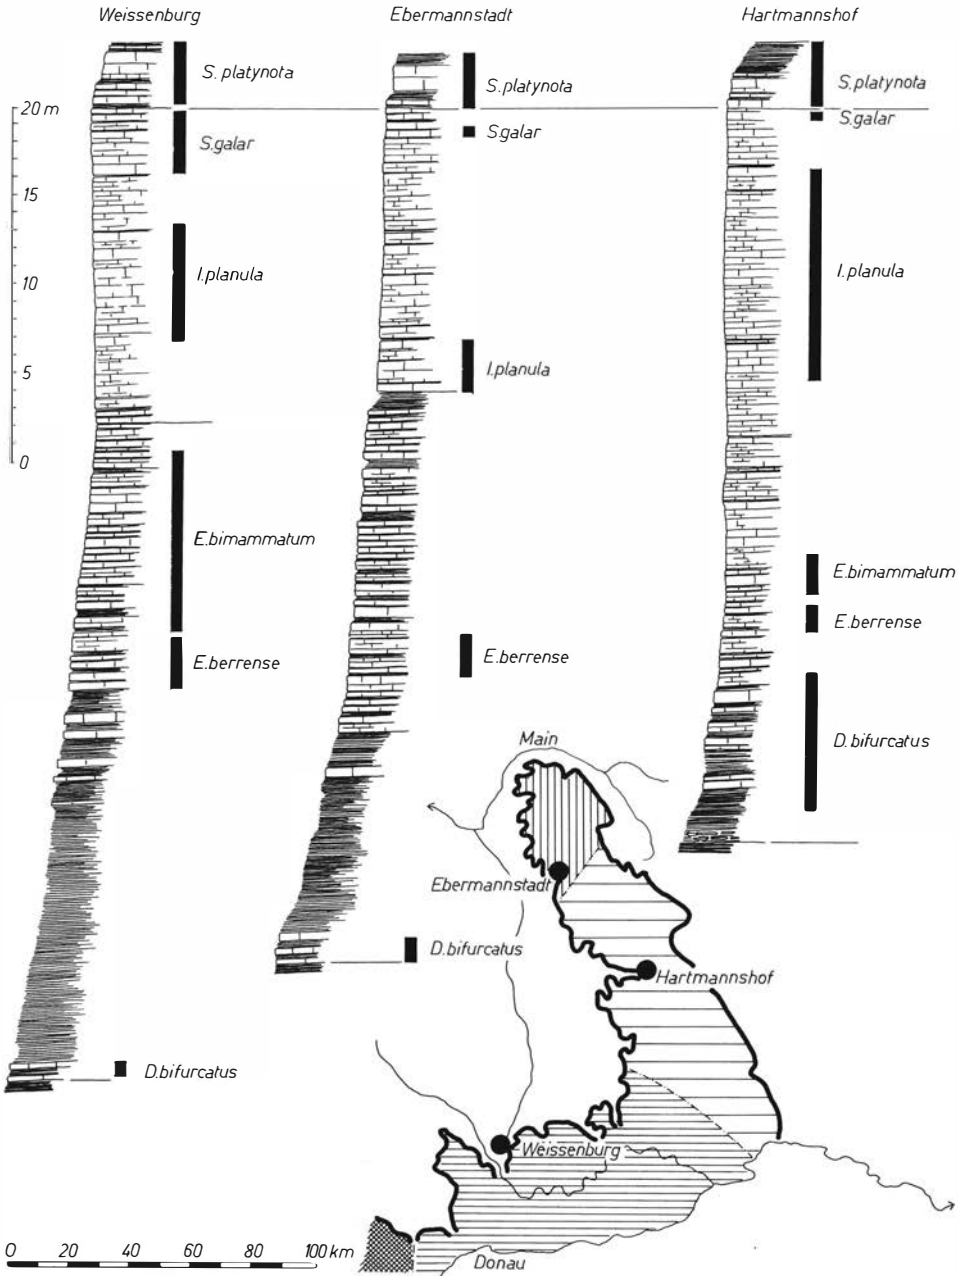 Weissenburg
Ebermannstadt
Hartmannshof
S. platynota
S.platynota
S.platynota
20 m
S.galar
S.galar
S.galar
15
I.planula
I.planula
10
5
I.planula
0
E.bimammatum
E.bimammatum
E.berrense
E.berrense
E.berrense
D.bifurcatus
Main
Ebermannstadt
D.bifurcatus
Hartmannshof
D.bifurcatus
Weissenburg
Donau
0 20 40 60 80 100 km